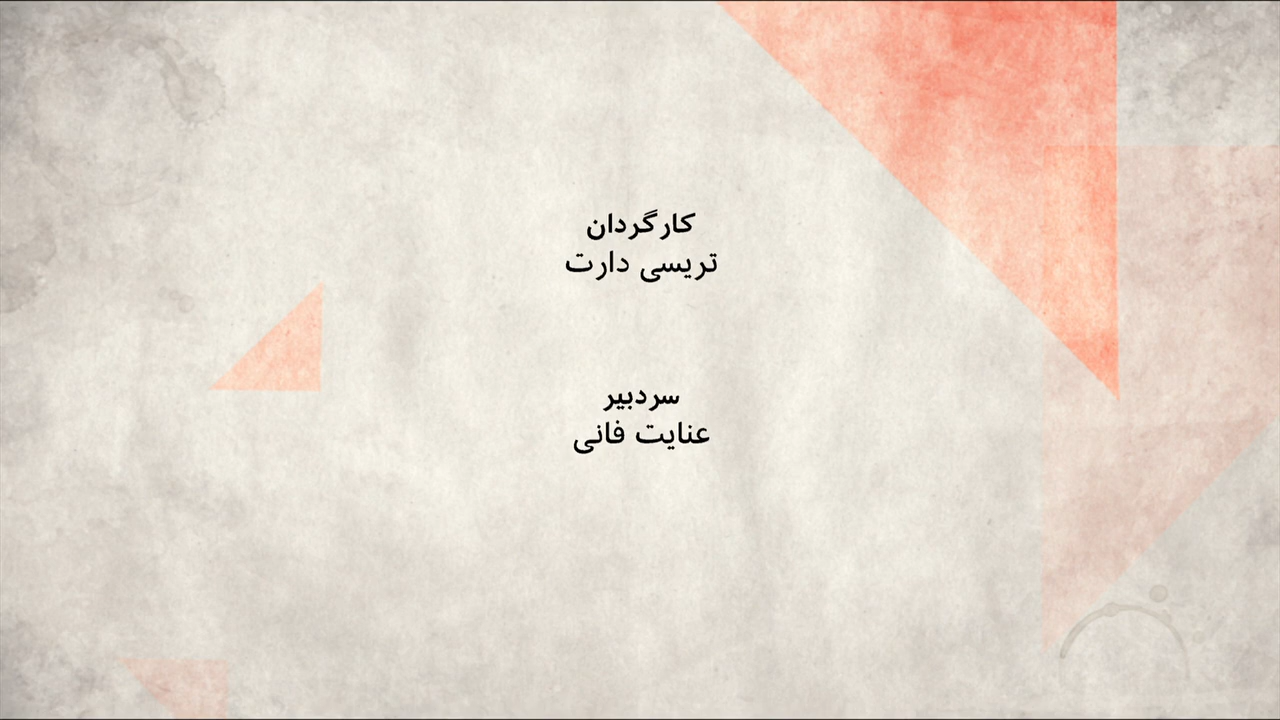 کارگردان
تریسی دارت
سردبیر
عنایت فانی